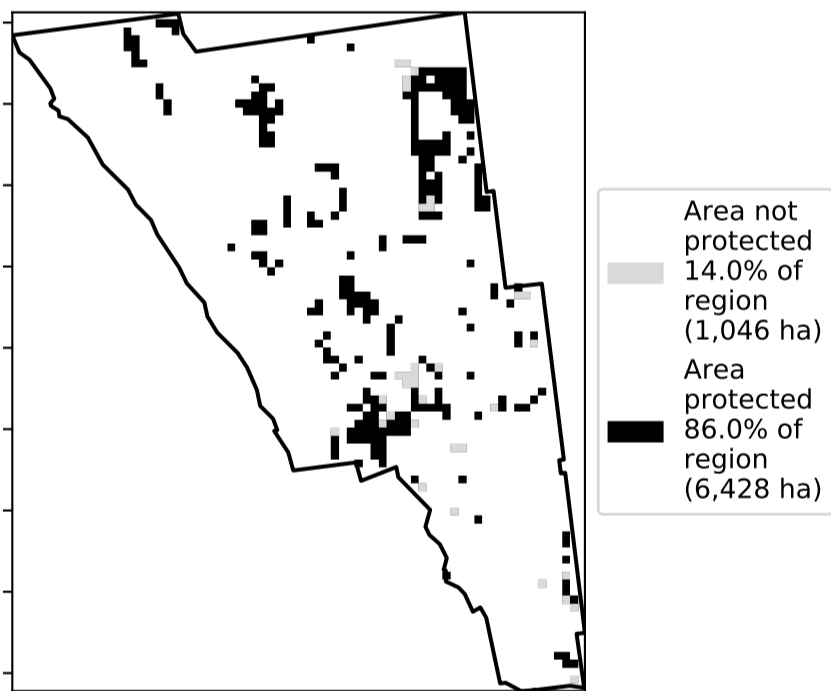 Area not
protected
14.0% of
region
(1,046 ha)
Area
protected
86.0% of
region
(6,428 ha)